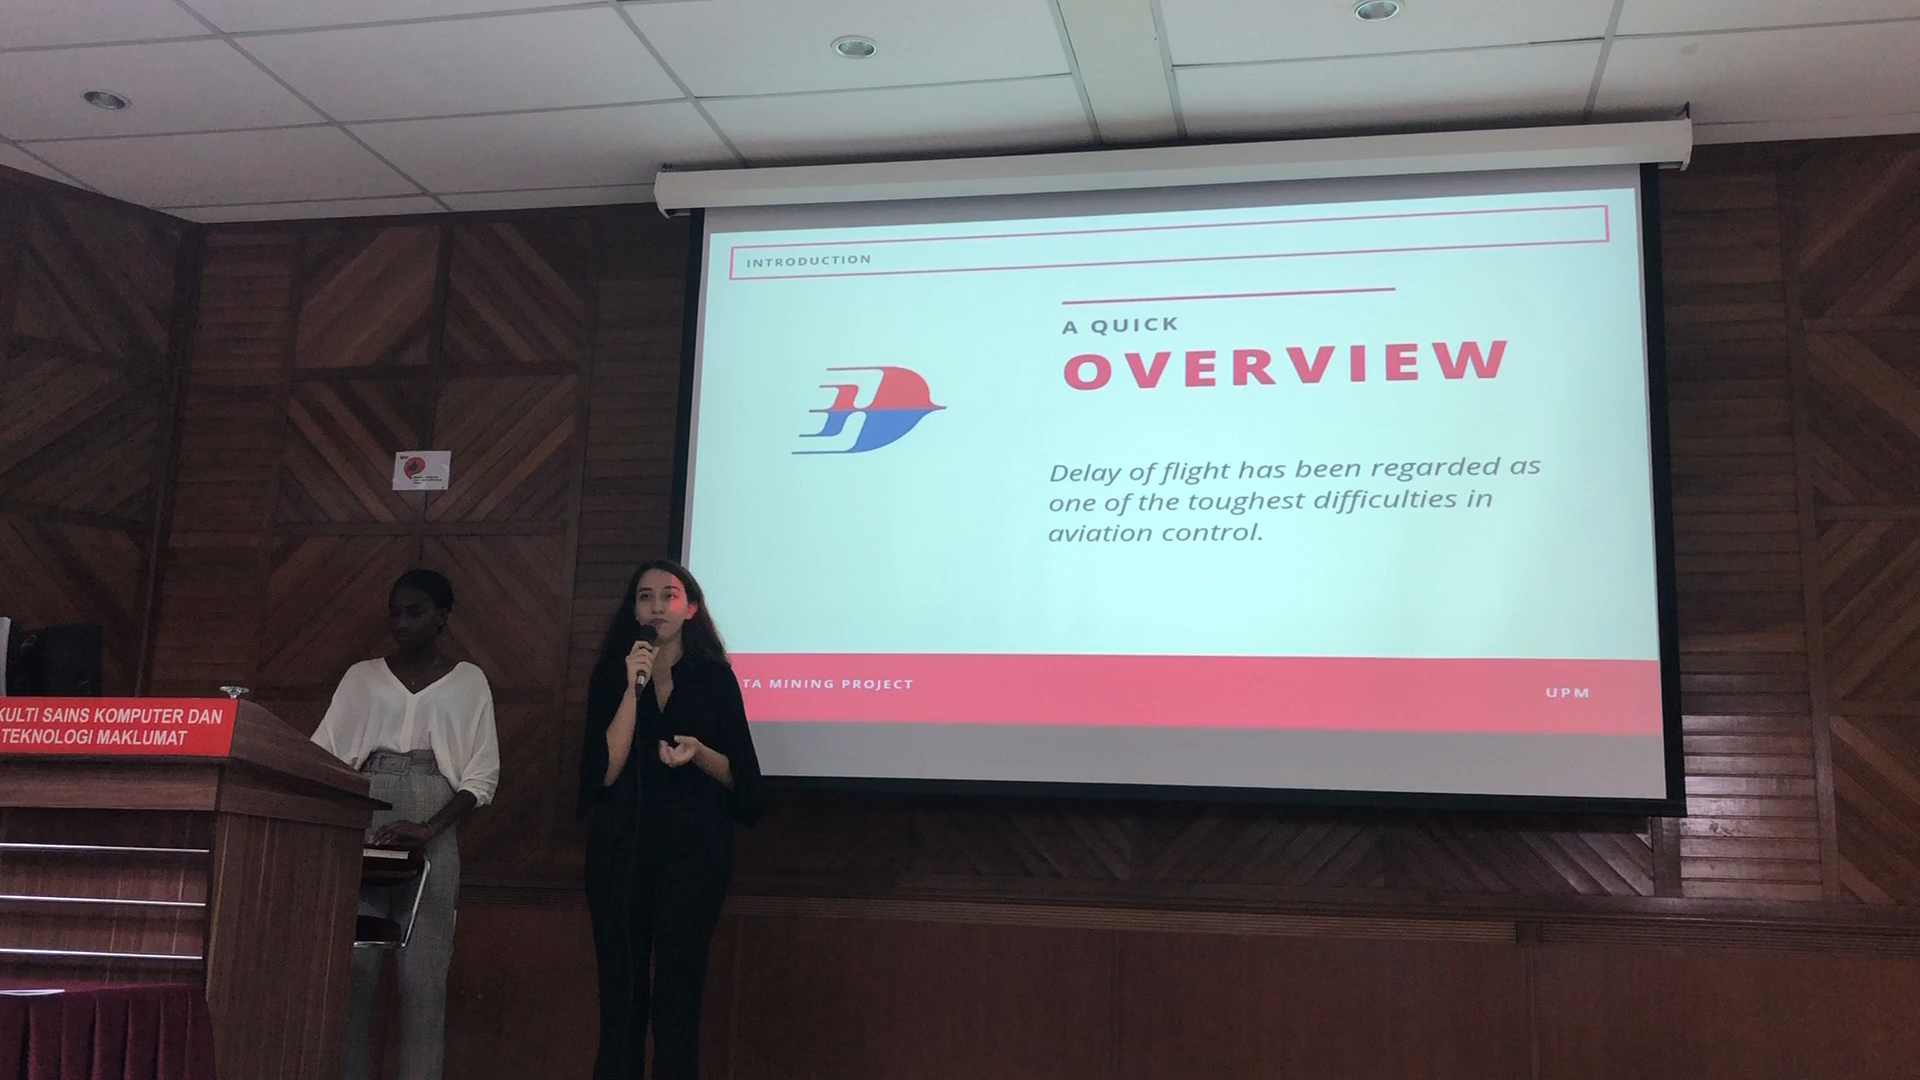 INTRODUCTION
A QUICK
OVERVIEW
Delay of flight has been regarded as
one of the toughest difficulties in
aviation control.
TA MINING PROJECT
UPM
KULTI SAINS KOMPUTER DAN
TEKNOLOGI MAKLUMAT